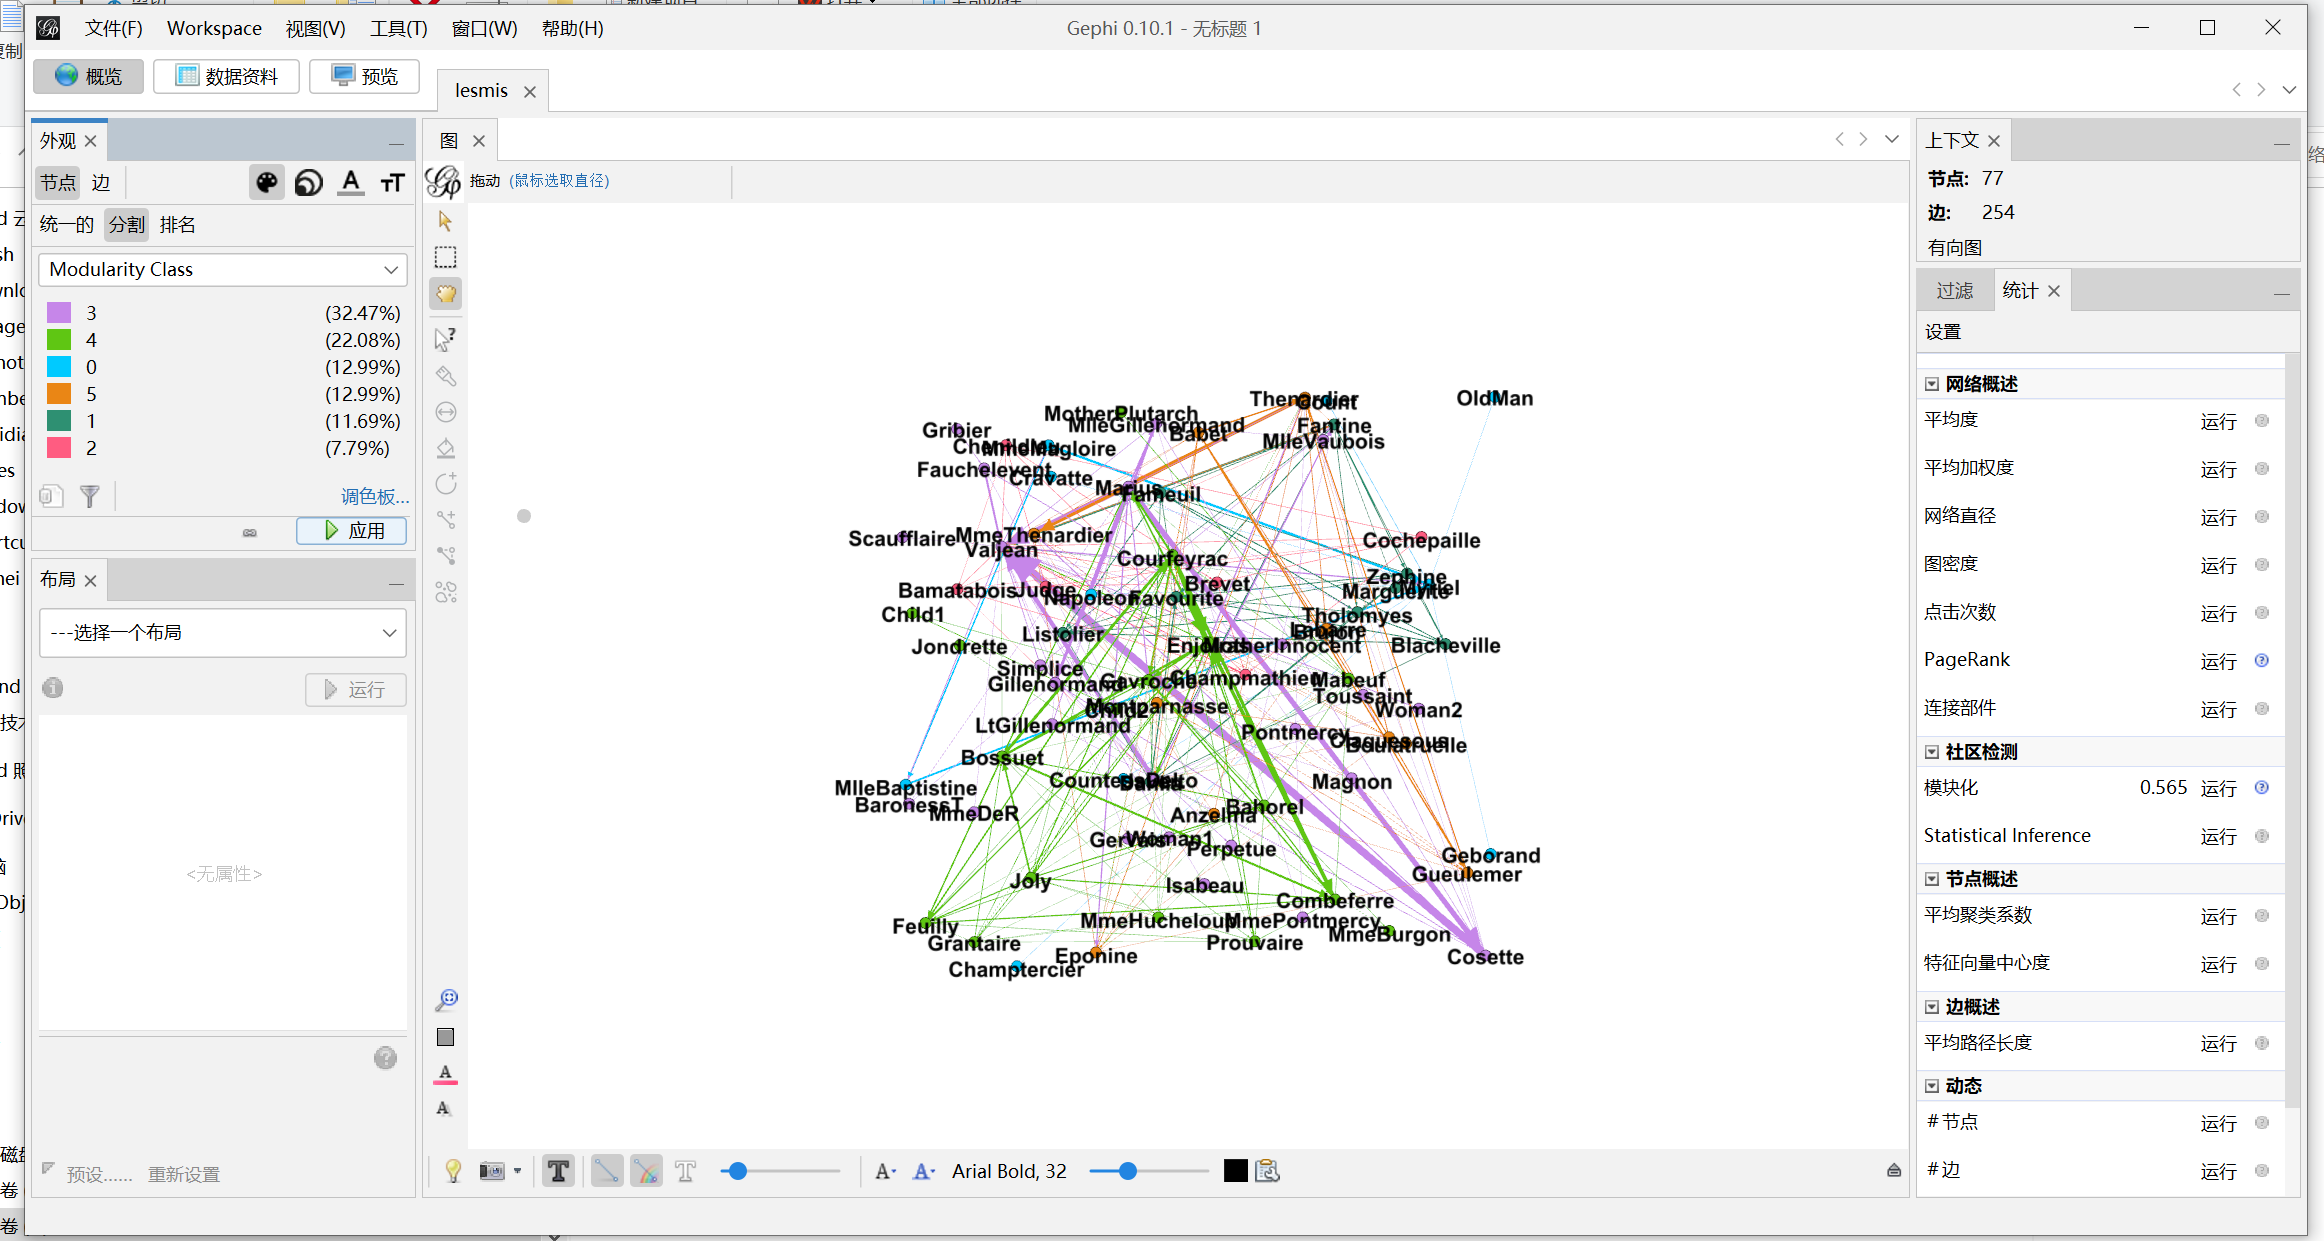 文件(F) Workspace 视图(V) 工具(T) 窗口(W) 帮助(H)
Gephi 0.10.1 - 无标题 1
概览 数据资料 预览
lesmis
外观
节点 边
统一的 分割 排名
Modularity Class
3 (32.47%)
4 (22.08%)
0 (12.99%)
5 (12.99%)
1 (11.69%)
2 (7.79%)
调色板...
应用
布局
---选择一个布局
运行
<无属性>
预设...... 重新设置
图
拖动 (鼠标选取直径)
Thenardier
OldMan
MotherPlutarch
MlleGillenormand
Babet
Fantine
MlleVaubois
Gribier
Fauchelevent
Cravatte
Marius
Fameuil
Scaufflaire
MmeThenardier
Valjean
Cochepaille
Courfeyrac
Zephine
Brevet
Marguerite
Bamatabois
Judge
Napoleon
Favourite
Child1
Tholomyes
Listolier
Jondrette
MotherInnocent
Blacheville
Simplice
Gillenormand
Gavroche
Champmathieu
Mabeuf
Toussaint
Montparnasse
Child2
Woman2
LtGillenormand
Pontmercy
Claquesous
Boulatruelle
Bossuet
MlleBaptistine
Magnon
BaronessT
MmeDeR
Anzelma
Bahorel
Gervais
Woman1
Perpetue
Geborand
Gueulemer
Joly
Isabeau
Combeferre
Feuilly
MmeHucheloup
MmePontmercy
MmeBurgon
Grantaire
Prouvaire
Eponine
Cosette
Champtercier
Arial Bold, 32
上下文
节点: 77
边: 254
有向图
过滤 统计
设置
网络概述
平均度 运行
平均加权度 运行
网络直径 运行
图密度 运行
点击次数 运行
PageRank 运行
连接部件 运行
社区检测
模块化 0.565 运行
Statistical Inference 运行
节点概述
平均聚类系数 运行
特征向量中心度 运行
边概述
平均路径长度 运行
动态
#节点 运行
#边 运行